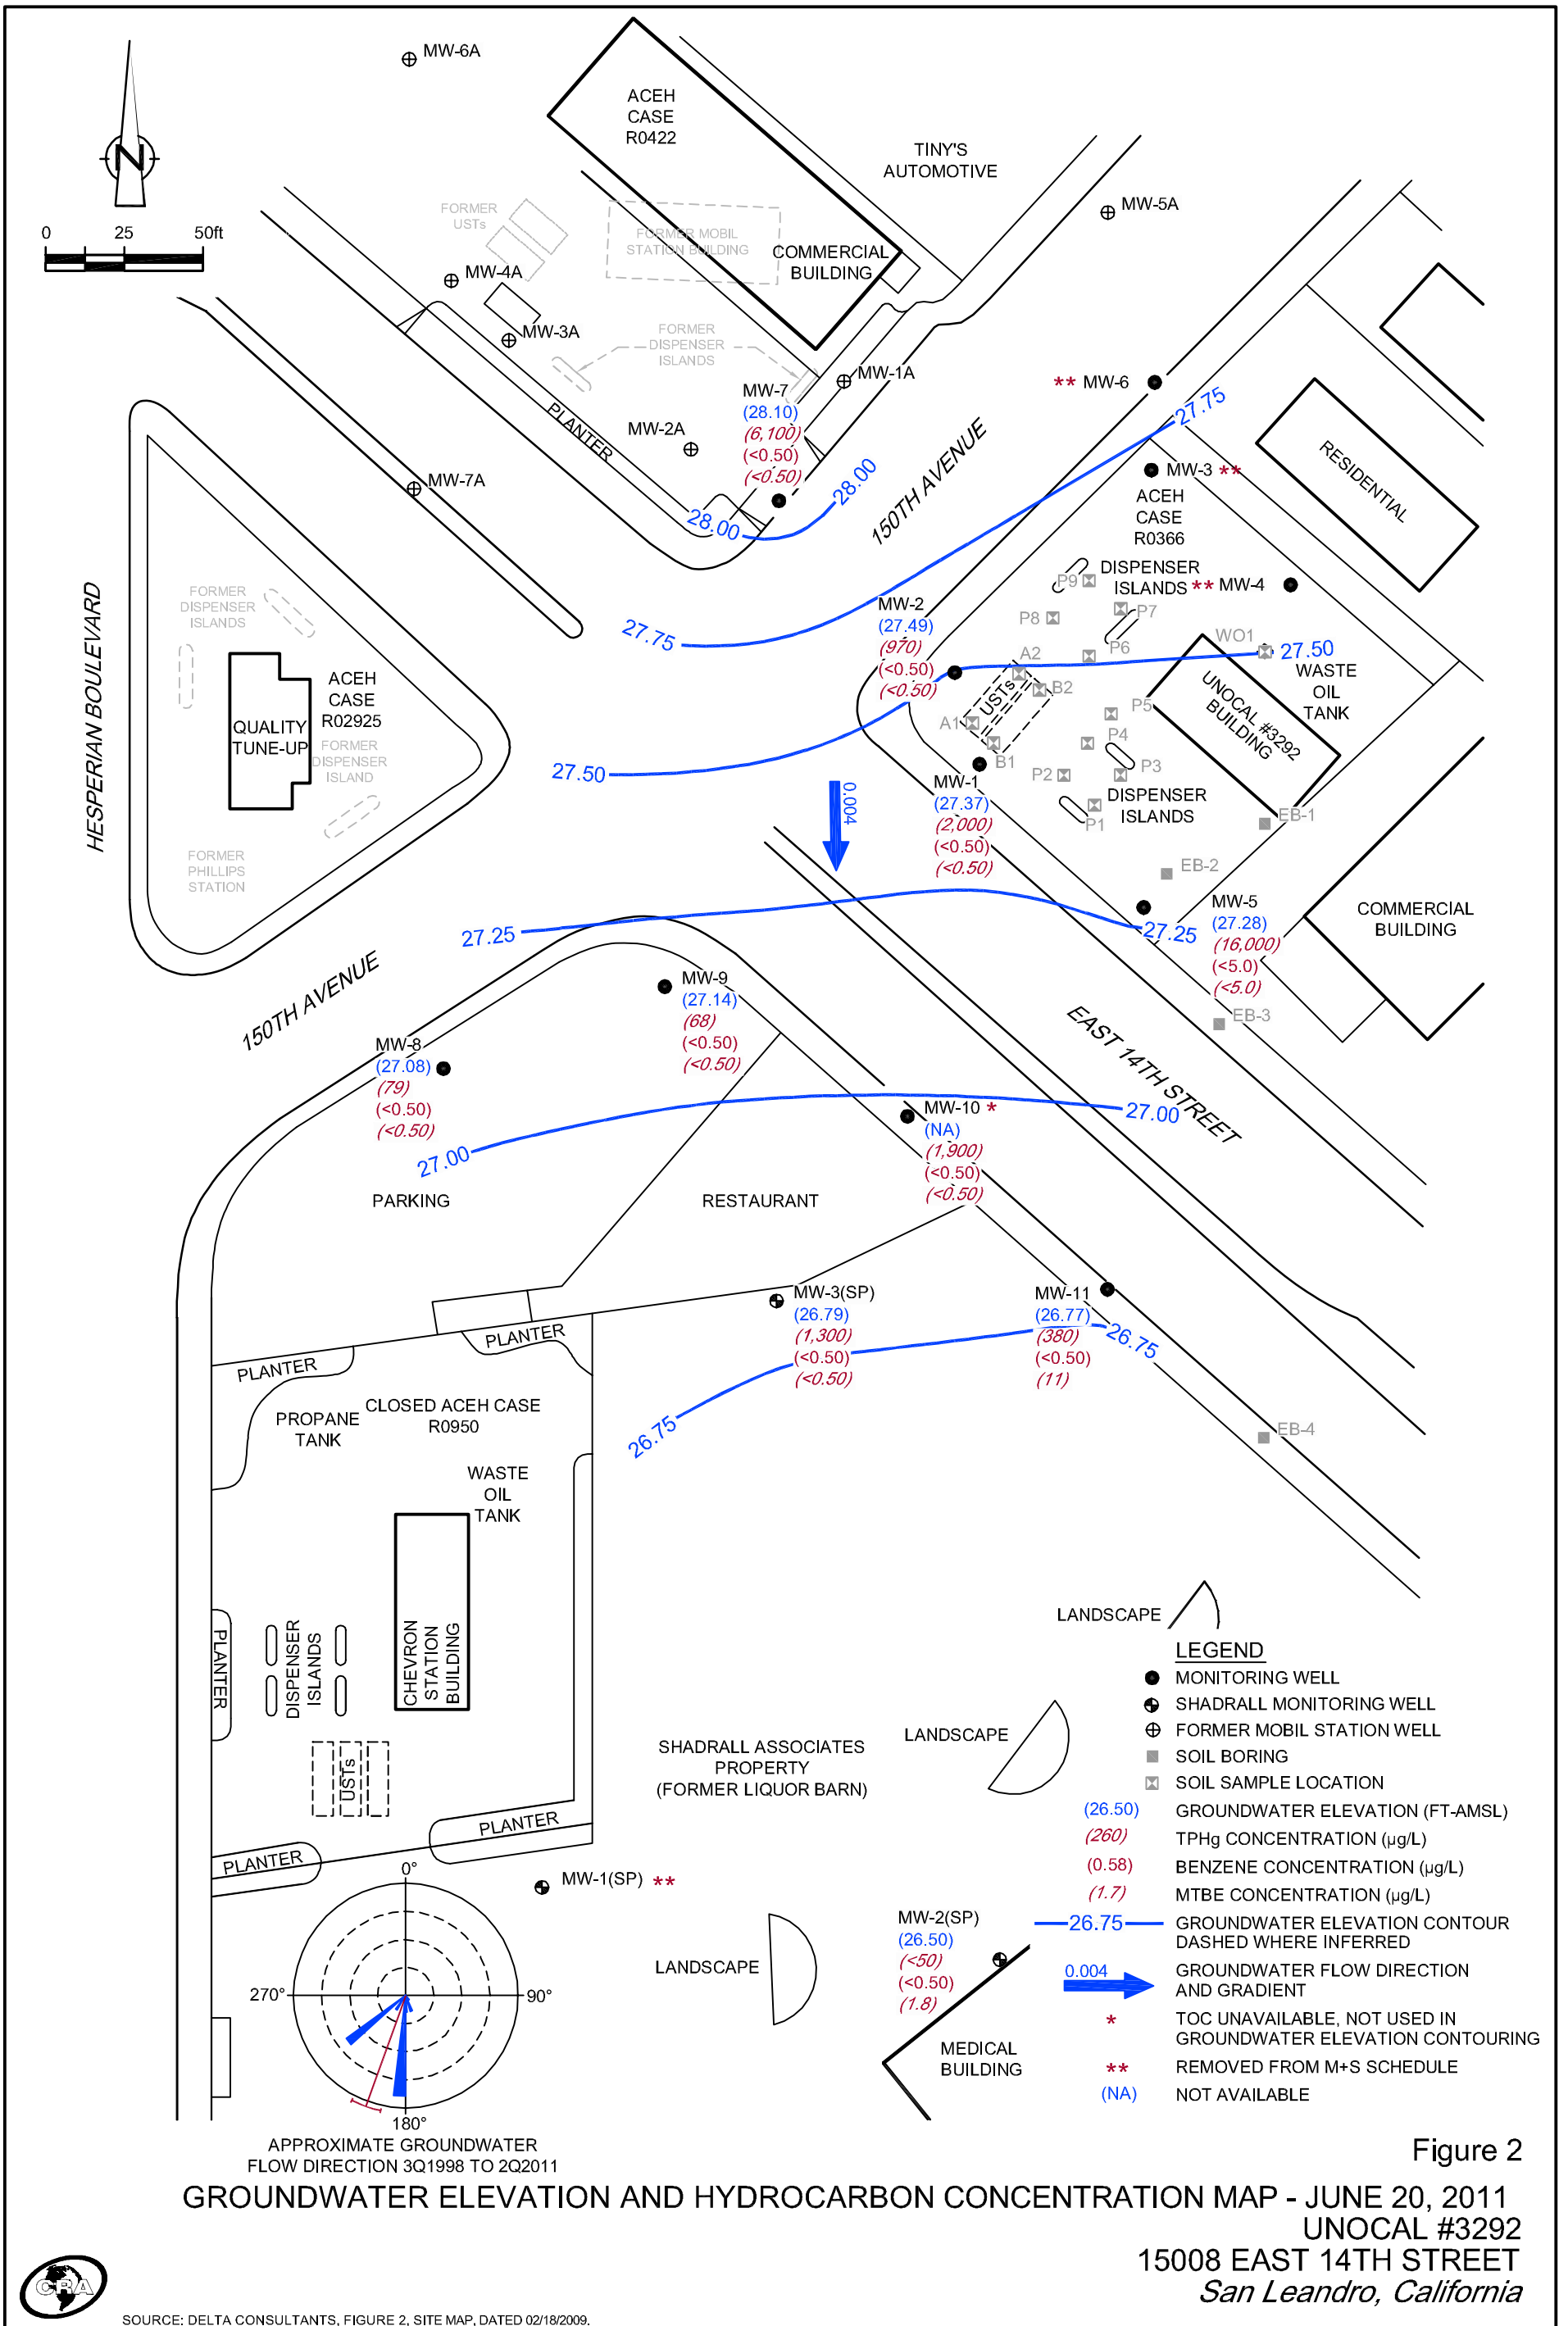 MW-6A
ACEH
CASE
R0422
TINY'S
AUTOMOTIVE
N
0 25 50ft
MW-5A
FORMER
USTs
FORMER MOBIL
STATION BUILDING
COMMERCIAL
BUILDING
MW-4A
MW-3A
FORMER
DISPENSER
ISLANDS
MW-1A
MW-7
(28.10)
(6,100)
(<0.50)
(<0.50)
** MW-6
27.75
PLANTER
MW-2A
MW-7A
28.00
28.00
150TH AVENUE
MW-3 **
ACEH
CASE
R0366
RESIDENTIAL
HESPERIAN BOULEVARD
FORMER
DISPENSER
ISLANDS
P9
DISPENSER
ISLANDS
** MW-4
P8
P7
P6
WO1
27.50
WASTE
OIL
TANK
27.75
MW-2
(27.49)
(970)
(<0.50)
(<0.50)
A2
B2
USTs
A1
B1
UNOCAL #3292
BUILDING
P5
P4
P3
P2
P1
DISPENSER
ISLANDS
ACEH
CASE
R02925
QUALITY
TUNE-UP
FORMER
DISPENSER
ISLAND
27.50
0.004
MW-1
(27.37)
(2,000)
(<0.50)
(<0.50)
EB-1
EB-2
FORMER
PHILLIPS
STATION
27.25
27.25
MW-5
(27.28)
(16,000)
(<5.0)
(<5.0)
COMMERCIAL
BUILDING
EB-3
150TH AVENUE
MW-9
(27.14)
(68)
(<0.50)
(<0.50)
EAST 14TH STREET
MW-8
(27.08)
(79)
(<0.50)
(<0.50)
MW-10 *
(NA)
(1,900)
(<0.50)
(<0.50)
27.00
27.00
PARKING
RESTAURANT
MW-3(SP)
(26.79)
(1,300)
(<0.50)
(<0.50)
MW-11
(26.77)
(380)
(<0.50)
(11)
26.75
26.75
PLANTER
PLANTER
PROPANE
TANK
CLOSED ACEH CASE
R0950
EB-4
WASTE
OIL
TANK
CHEVRON
STATION
BUILDING
DISPENSER
ISLANDS
PLANTER
USTs
PLANTER
PLANTER
SHADRALL ASSOCIATES
PROPERTY
(FORMER LIQUOR BARN)
LANDSCAPE
LANDSCAPE
LANDSCAPE
MW-1(SP) **
MW-2(SP)
(26.50)
(<50)
(<0.50)
(1.8)
MEDICAL
BUILDING
LEGEND
MONITORING WELL
SHADRALL MONITORING WELL
FORMER MOBIL STATION WELL
SOIL BORING
SOIL SAMPLE LOCATION
(26.50) GROUNDWATER ELEVATION (FT-AMSL)
(260) TPHg CONCENTRATION (µg/L)
(0.58) BENZENE CONCENTRATION (µg/L)
(1.7) MTBE CONCENTRATION (µg/L)
26.75 GROUNDWATER ELEVATION CONTOUR
DASHED WHERE INFERRED
0.004 GROUNDWATER FLOW DIRECTION
AND GRADIENT
* TOC UNAVAILABLE, NOT USED IN
GROUNDWATER ELEVATION CONTOURING
** REMOVED FROM M+S SCHEDULE
(NA) NOT AVAILABLE
0°
270°
90°
180°
APPROXIMATE GROUNDWATER
FLOW DIRECTION 3Q1998 TO 2Q2011
Figure 2
GROUNDWATER ELEVATION AND HYDROCARBON CONCENTRATION MAP - JUNE 20, 2011
UNOCAL #3292
15008 EAST 14TH STREET
San Leandro, California
CRA
SOURCE: DELTA CONSULTANTS, FIGURE 2, SITE MAP, DATED 02/18/2009.